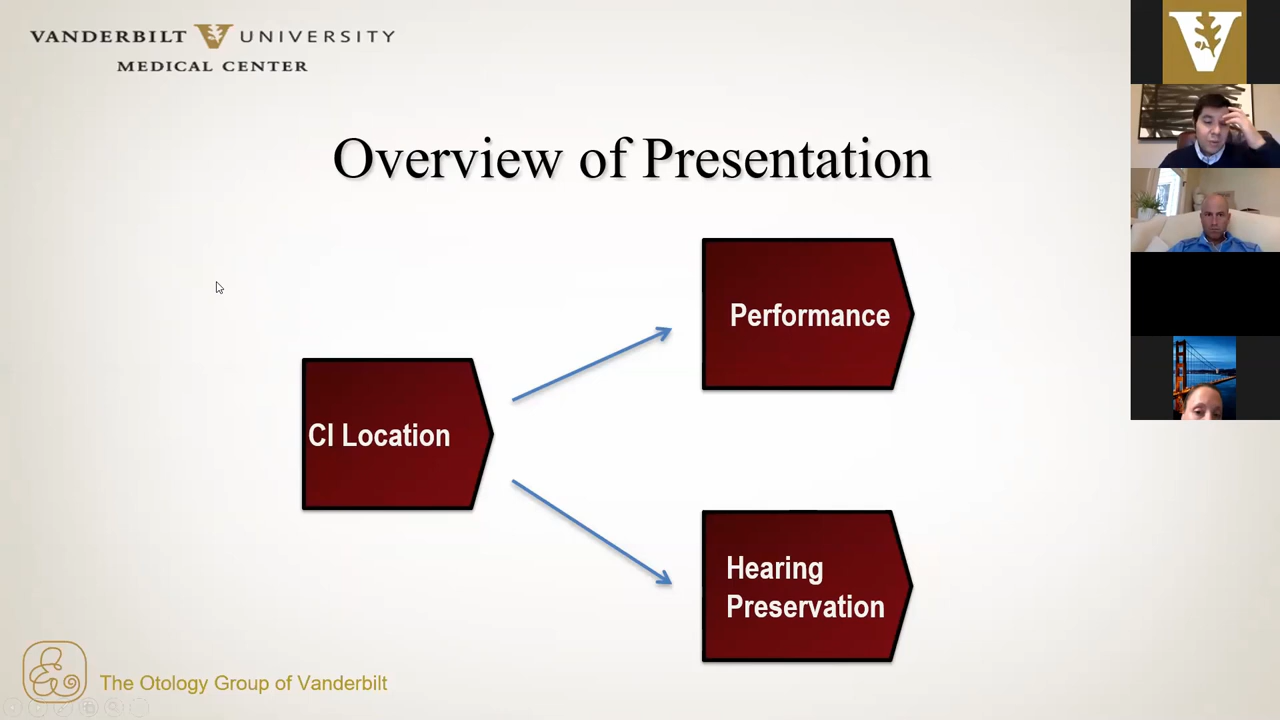 VANDERBILT UNIVERSITY
MEDICAL CENTER
Overview of Presentation
Performance
CI Location
Hearing
Preservation
The Otology Group of Vanderbilt